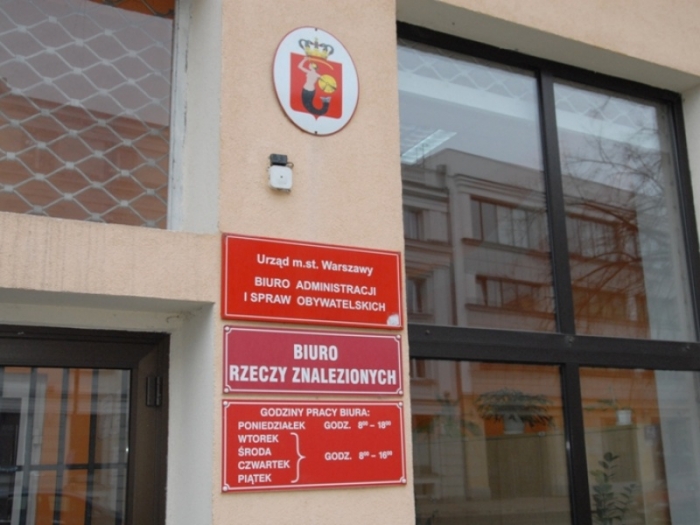 Urząd m.st. Warszawy
BIURO ADMINISTRACJI
I SPRAW OBYWATELSKICH
BIURO
RZECZY ZNALEZIONYCH
GODZINY PRACY BIURA:
PONIEDZIAŁEK GODZ. 8⁰⁰ – 18⁰⁰
WTOREK
ŚRODA
CZWARTEK
PIĄTEK
GODZ. 8⁰⁰ – 16⁰⁰